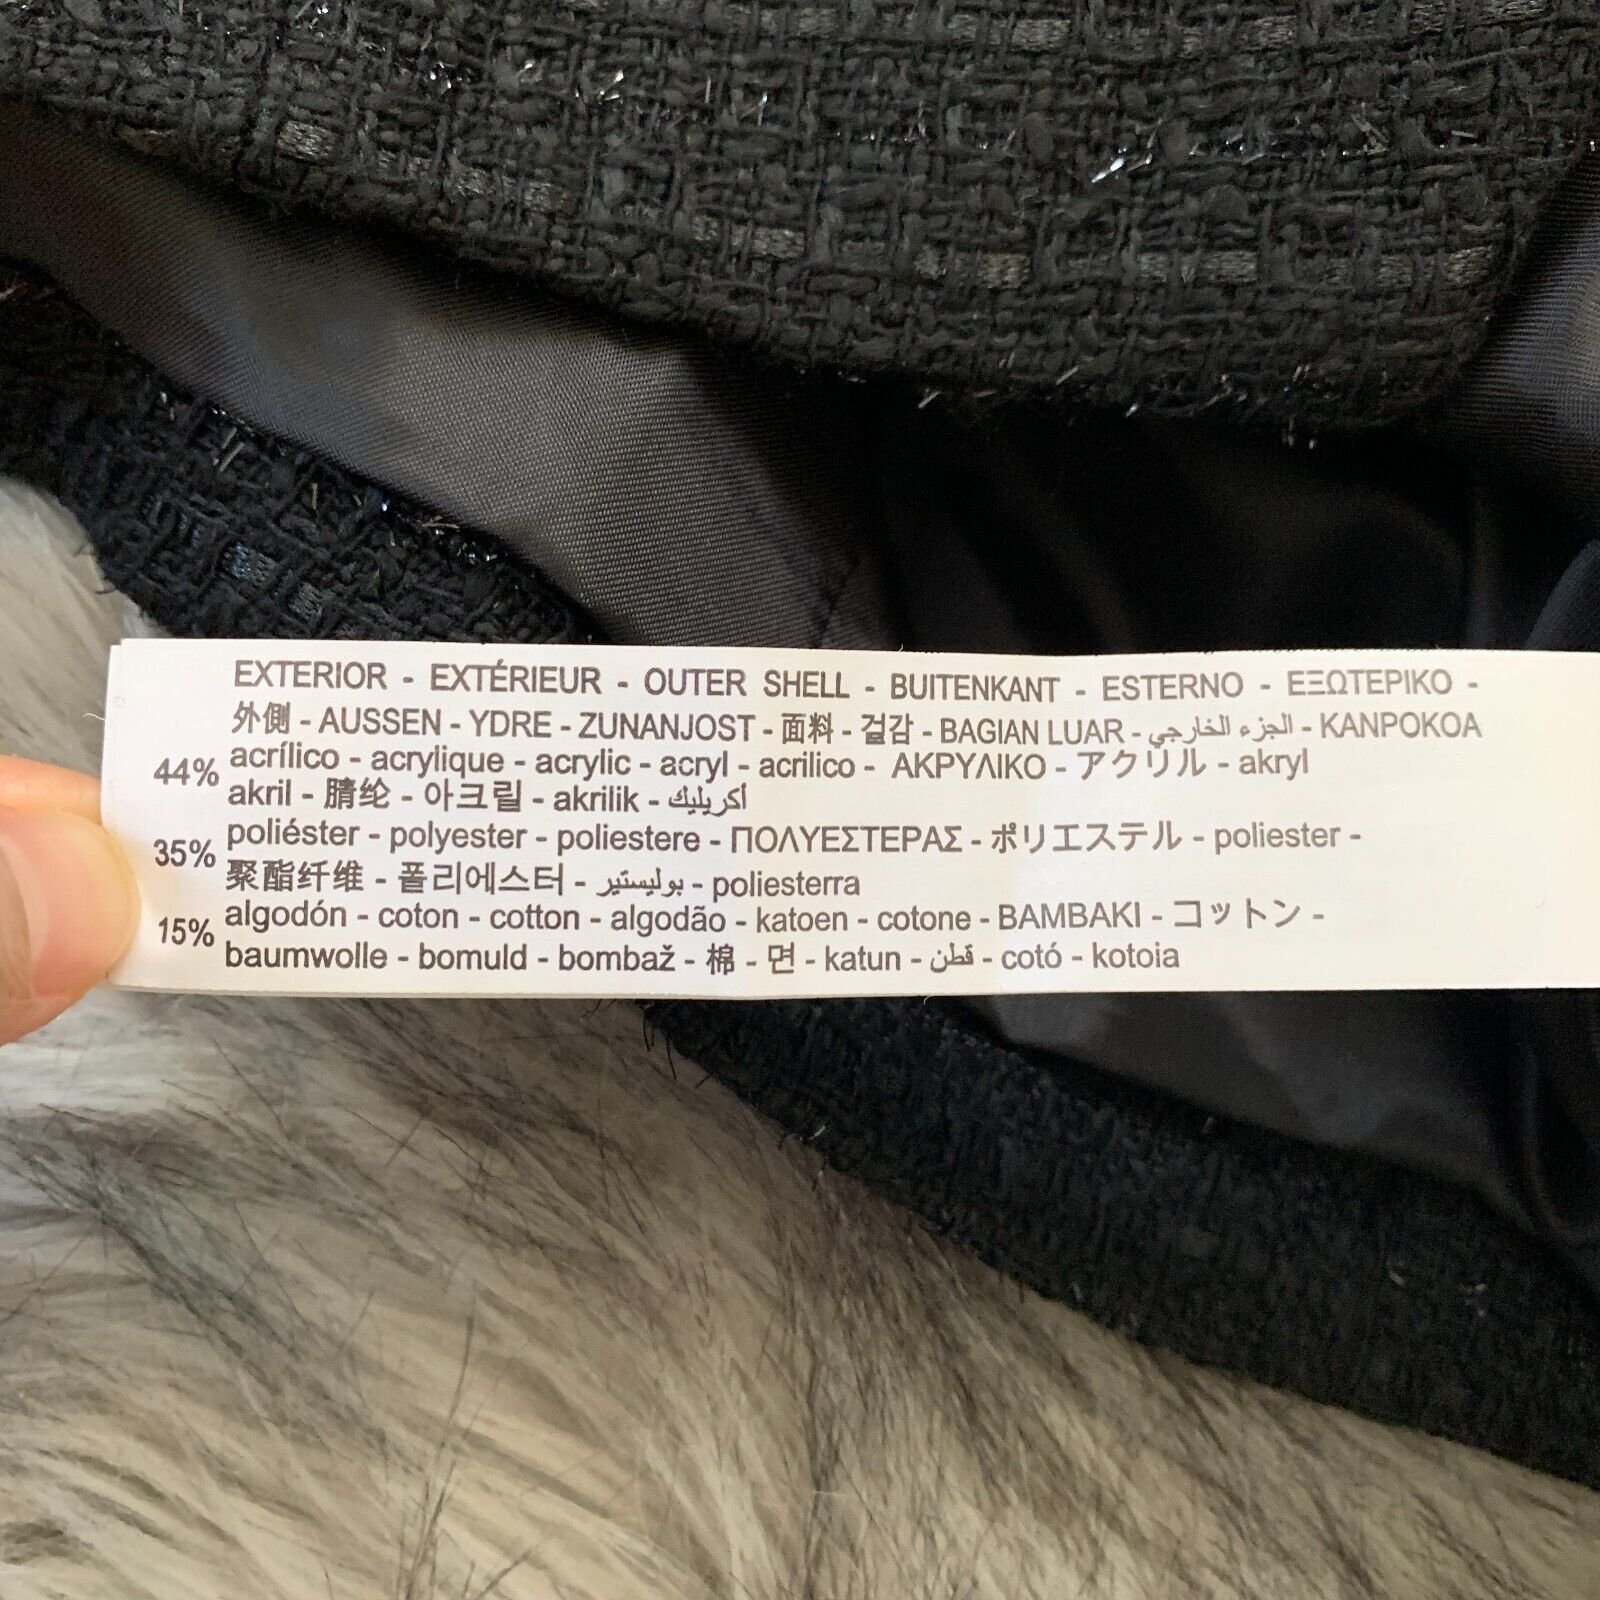 EXTERIOR - EXTÉRIEUR - OUTER SHELL - BUITENKANT - ESTERNO - ΕΞΩΤΕΡΙΚΟ -
外側 - AUSSEN - YDRE - ZUNANJOST - 面料 - 겉감 - BAGIAN LUAR - الجزء الخارجي - KANPOKOA
44% acrílico - acrylique - acrylic - acryl - acrilico - ΑΚΡΥΛΙΚΟ - アクリル - akryl
akril - 腈纶 - 아크릴 - akrilik - أكريليك
35% poliéster - polyester - poliestere - ΠΟΛΥΕΣΤΕΡΑΣ - ポリエステル - poliester -
聚酯纤维 - 폴리에스터 - بوليستير - poliesterra
15% algodón - coton - cotton - algodão - katoen - cotone - ΒΑΜΒΑΚΙ - コットン -
baumwolle - bomuld - bombaž - 棉 - 면 - katun - قطن - cotó - kotoia